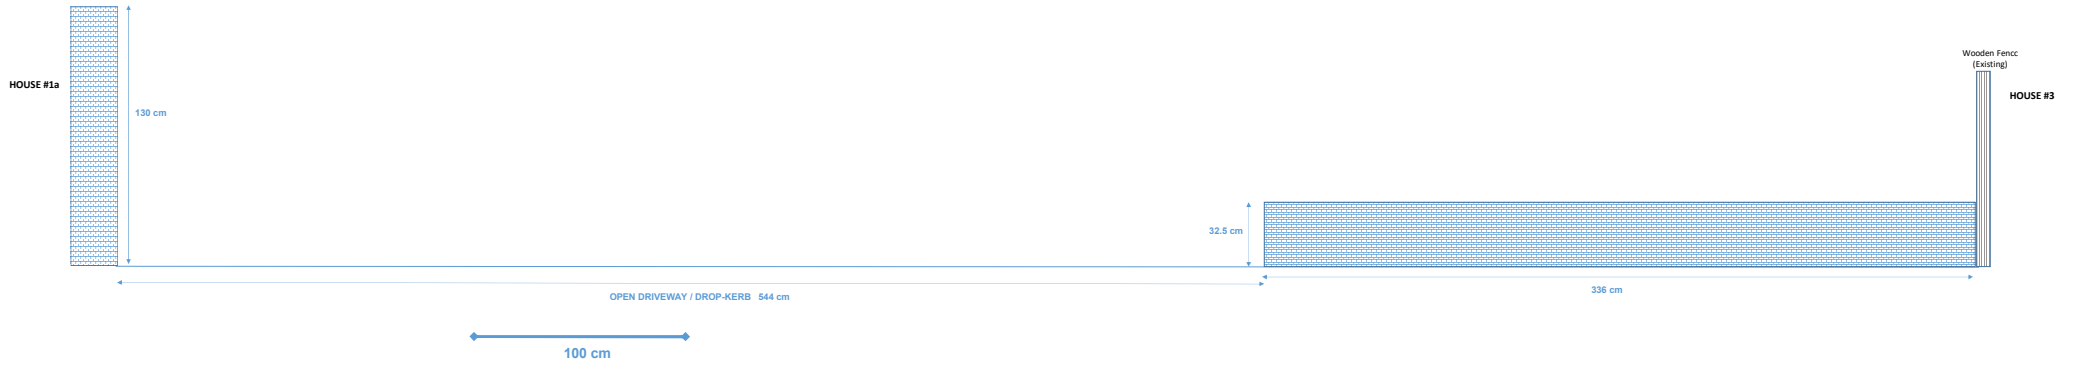 Wooden Fencc
(Existing)
HOUSE #1a
HOUSE #3
130 cm
32.5 cm
336 cm
OPEN DRIVEWAY / DROP-KERB 544 cm
100 cm